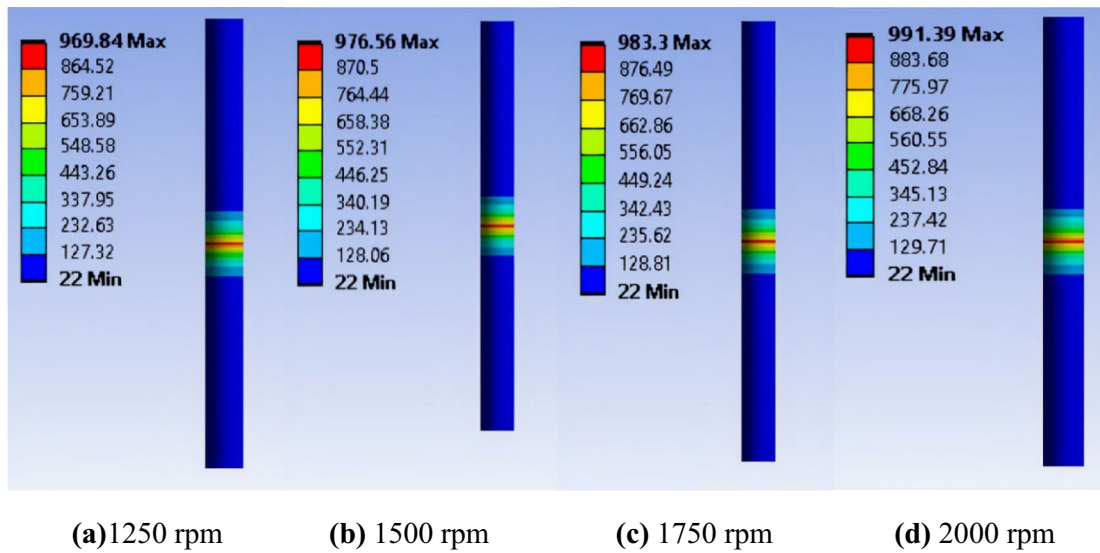 969.84 Max
864.52
759.21
653.89
548.58
443.26
337.95
232.63
127.32
22 Min
976.56 Max
870.5
764.44
658.38
552.31
446.25
340.19
234.13
128.06
22 Min
983.3 Max
876.49
769.67
662.86
556.05
449.24
342.43
235.62
128.81
22 Min
991.39 Max
883.68
775.97
668.26
560.55
452.84
345.13
237.42
129.71
22 Min
(a)1250 rpm
(b) 1500 rpm
(c) 1750 rpm
(d) 2000 rpm